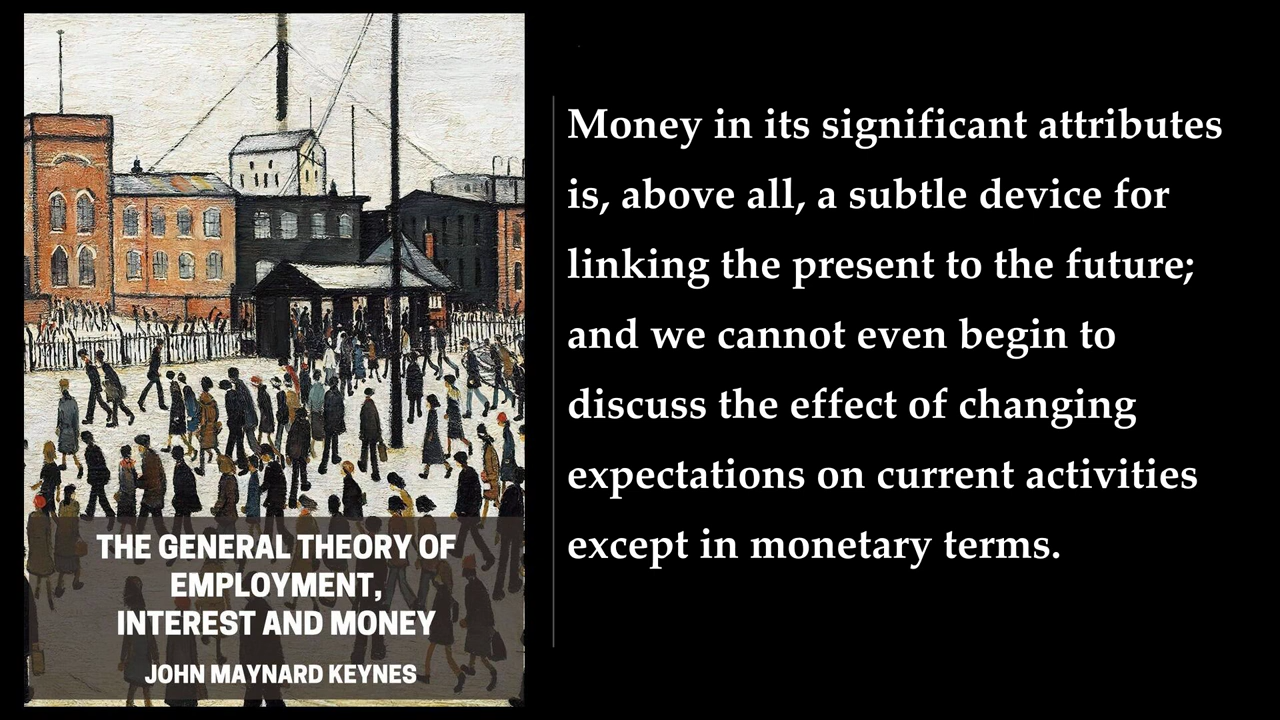 THE GENERAL THEORY OF
EMPLOYMENT,
INTEREST AND MONEY
JOHN MAYNARD KEYNES
Money in its significant attributes
is, above all, a subtle device for
linking the present to the future;
and we cannot even begin to
discuss the effect of changing
expectations on current activities
except in monetary terms.